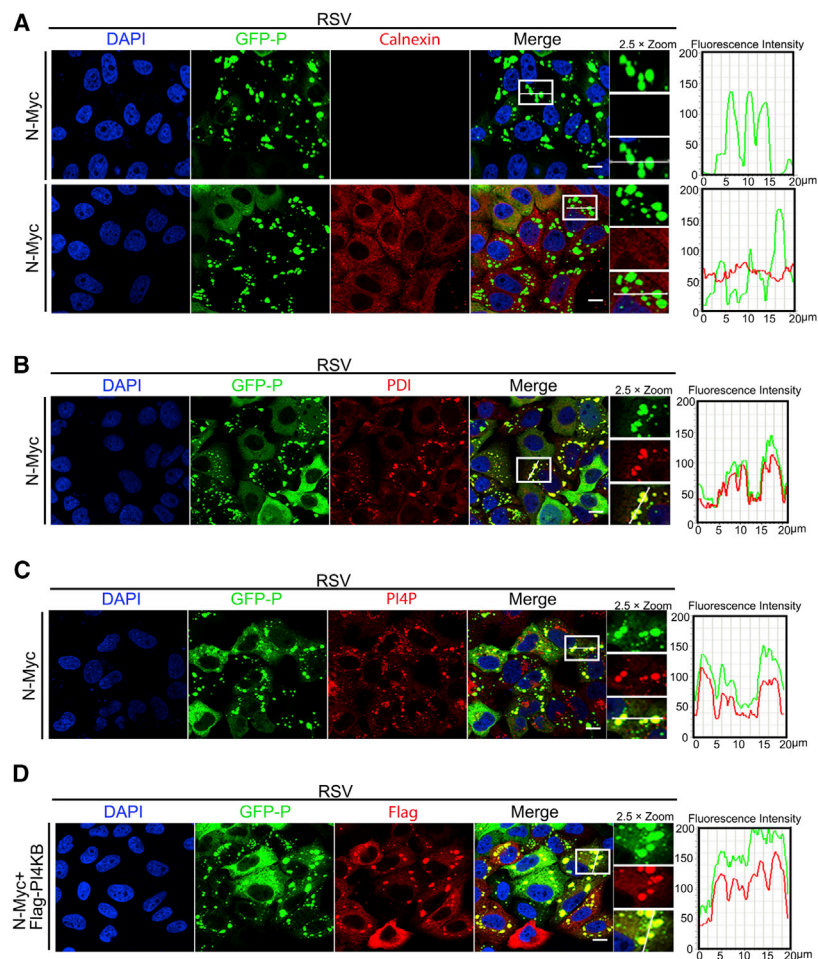 A
RSV
DAPI GFP-P Calnexin Merge 2.5 × Zoom Fluorescence Intensity
N-Myc
200
150
100
50
0
0 5 10 15 20μm
N-Myc
200
150
100
50
0
0 5 10 15 20μm
B
RSV
DAPI GFP-P PDI Merge 2.5 × Zoom Fluorescence Intensity
N-Myc
200
150
100
50
0
0 5 10 15 20μm
C
RSV
DAPI GFP-P PI4P Merge 2.5 × Zoom Fluorescence Intensity
N-Myc
200
150
100
50
0
0 5 10 15 20μm
D
RSV
DAPI GFP-P Flag Merge 2.5 × Zoom Fluorescence Intensity
N-Myc+
Flag-PI4KB
200
150
100
50
0
0 5 10 15 20μm